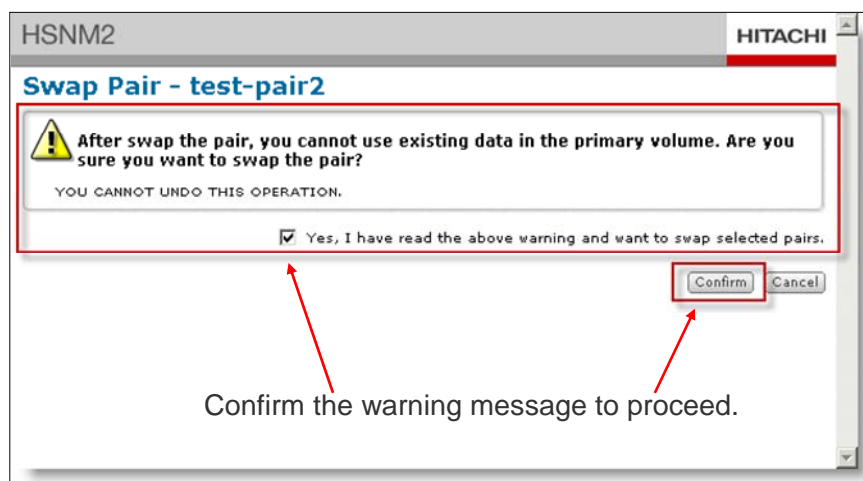 HSNM2
HITACHI
Swap Pair - test-pair2
After swap the pair, you cannot use existing data in the primary volume. Are you
sure you want to swap the pair?
YOU CANNOT UNDO THIS OPERATION.
Yes, I have read the above warning and want to swap selected pairs.
Confirm Cancel
Confirm the warning message to proceed.